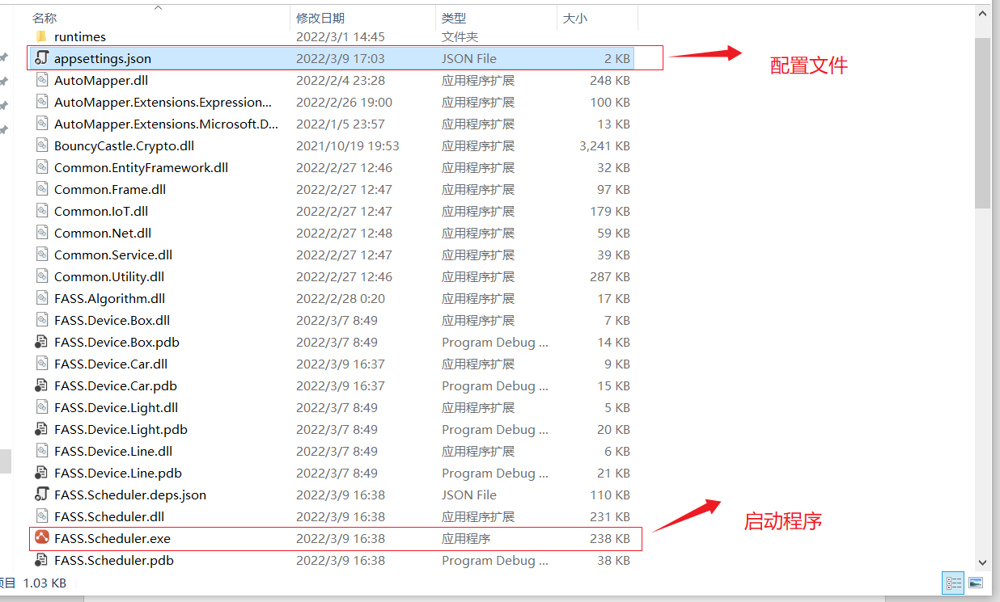 名称 修改日期 类型 大小
runtimes 2022/3/1 14:45 文件夹
appsettings.json 2022/3/9 17:03 JSON File 2 KB
配置文件
AutoMapper.dll 2022/2/4 23:28 应用程序扩展 248 KB
AutoMapper.Extensions.Expression... 2022/2/26 19:00 应用程序扩展 100 KB
AutoMapper.Extensions.Microsoft.D... 2022/1/5 23:57 应用程序扩展 13 KB
BouncyCastle.Crypto.dll 2021/10/19 19:53 应用程序扩展 3,241 KB
Common.EntityFramework.dll 2022/2/27 12:46 应用程序扩展 32 KB
Common.Frame.dll 2022/2/27 12:47 应用程序扩展 97 KB
Common.IoT.dll 2022/2/27 12:47 应用程序扩展 179 KB
Common.Net.dll 2022/2/27 12:48 应用程序扩展 59 KB
Common.Service.dll 2022/2/27 12:47 应用程序扩展 39 KB
Common.Utility.dll 2022/2/27 12:46 应用程序扩展 287 KB
FASS.Algorithm.dll 2022/2/28 0:20 应用程序扩展 17 KB
FASS.Device.Box.dll 2022/3/7 8:49 应用程序扩展 7 KB
FASS.Device.Box.pdb 2022/3/7 8:49 Program Debug ... 14 KB
FASS.Device.Car.dll 2022/3/9 16:37 应用程序扩展 9 KB
FASS.Device.Car.pdb 2022/3/9 16:37 Program Debug ... 15 KB
FASS.Device.Light.dll 2022/3/7 8:49 应用程序扩展 5 KB
FASS.Device.Light.pdb 2022/3/7 8:49 Program Debug ... 20 KB
FASS.Device.Line.dll 2022/3/7 8:49 应用程序扩展 6 KB
FASS.Device.Line.pdb 2022/3/7 8:49 Program Debug ... 21 KB
FASS.Scheduler.deps.json 2022/3/9 16:38 JSON File 110 KB
FASS.Scheduler.dll 2022/3/9 16:38 应用程序扩展 231 KB
启动程序
FASS.Scheduler.exe 2022/3/9 16:38 应用程序 238 KB
FASS.Scheduler.pdb 2022/3/9 16:38 Program Debug ... 38 KB
项目 1.03 KB